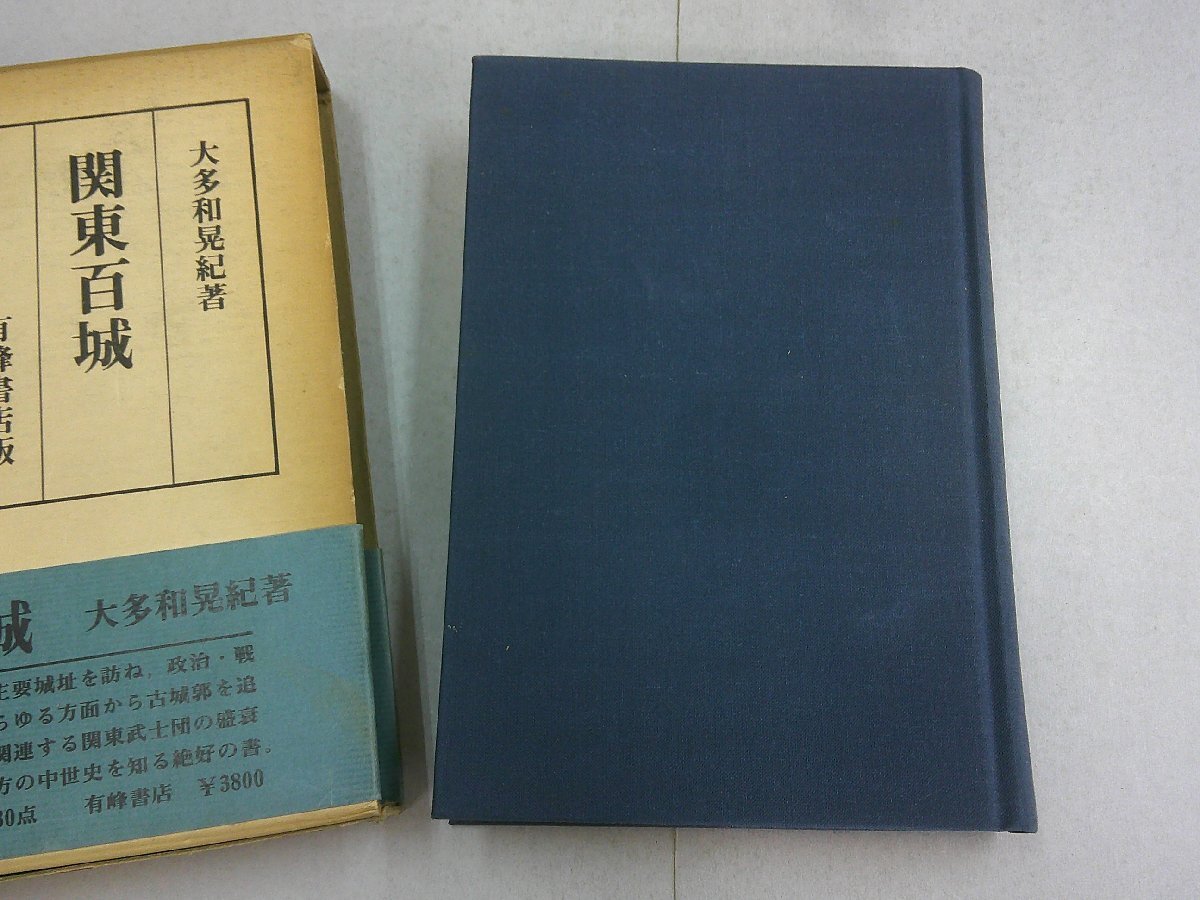 大多和晃紀著
関東百城
有峰書店版
城 大多和晃紀著
主要城址を訪ね，政治・戦
らゆる方面から古城郭を追
関連する関東武士団の盛衰
方の中世史を知る絶好の書。
30点 有峰書店 ￥3800